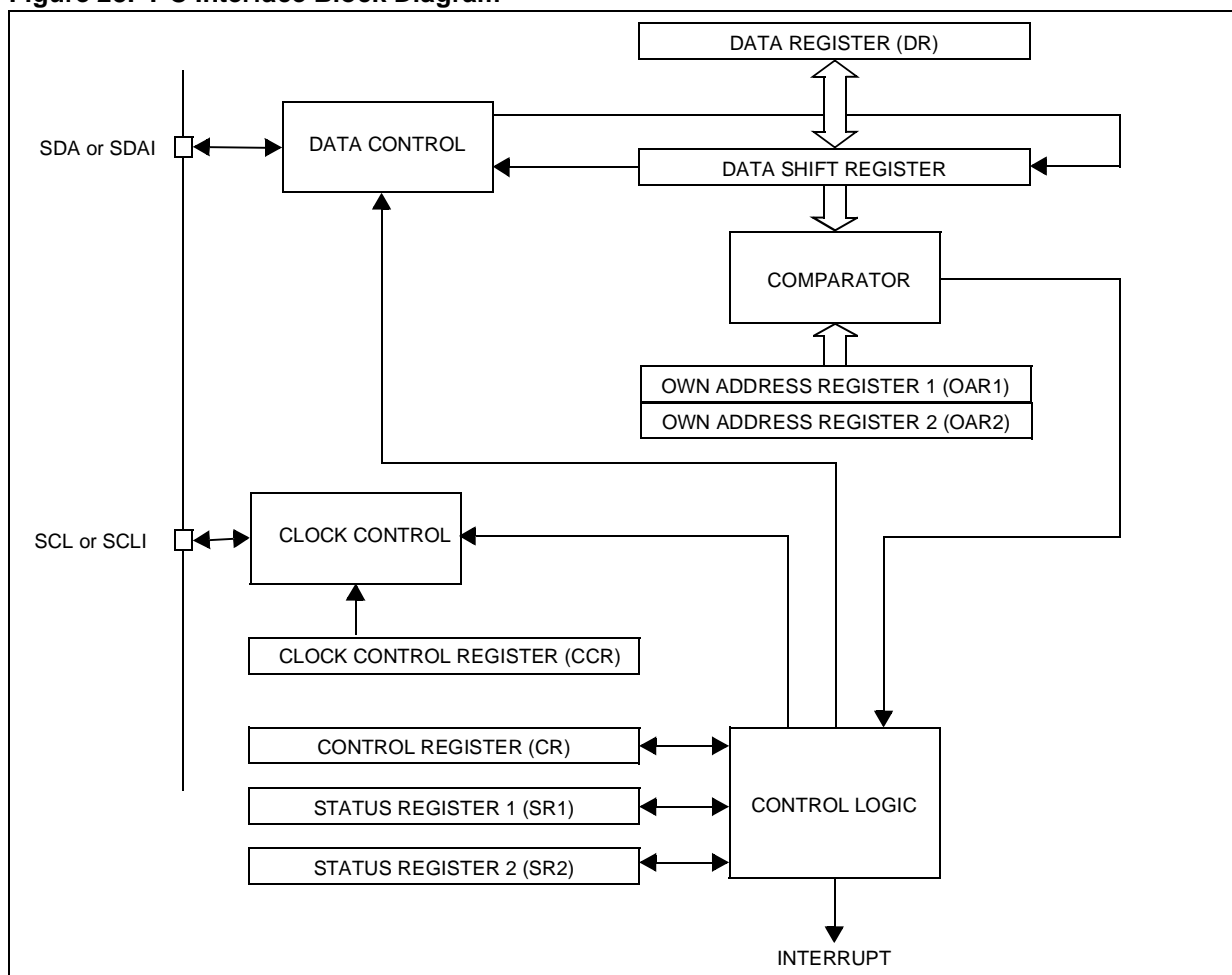 DATA REGISTER (DR)
SDA or SDAI
DATA CONTROL
DATA SHIFT REGISTER
COMPARATOR
OWN ADDRESS REGISTER 1 (OAR1)
OWN ADDRESS REGISTER 2 (OAR2)
SCL or SCLI
CLOCK CONTROL
CLOCK CONTROL REGISTER (CCR)
CONTROL REGISTER (CR)
STATUS REGISTER 1 (SR1)
CONTROL LOGIC
STATUS REGISTER 2 (SR2)
INTERRUPT